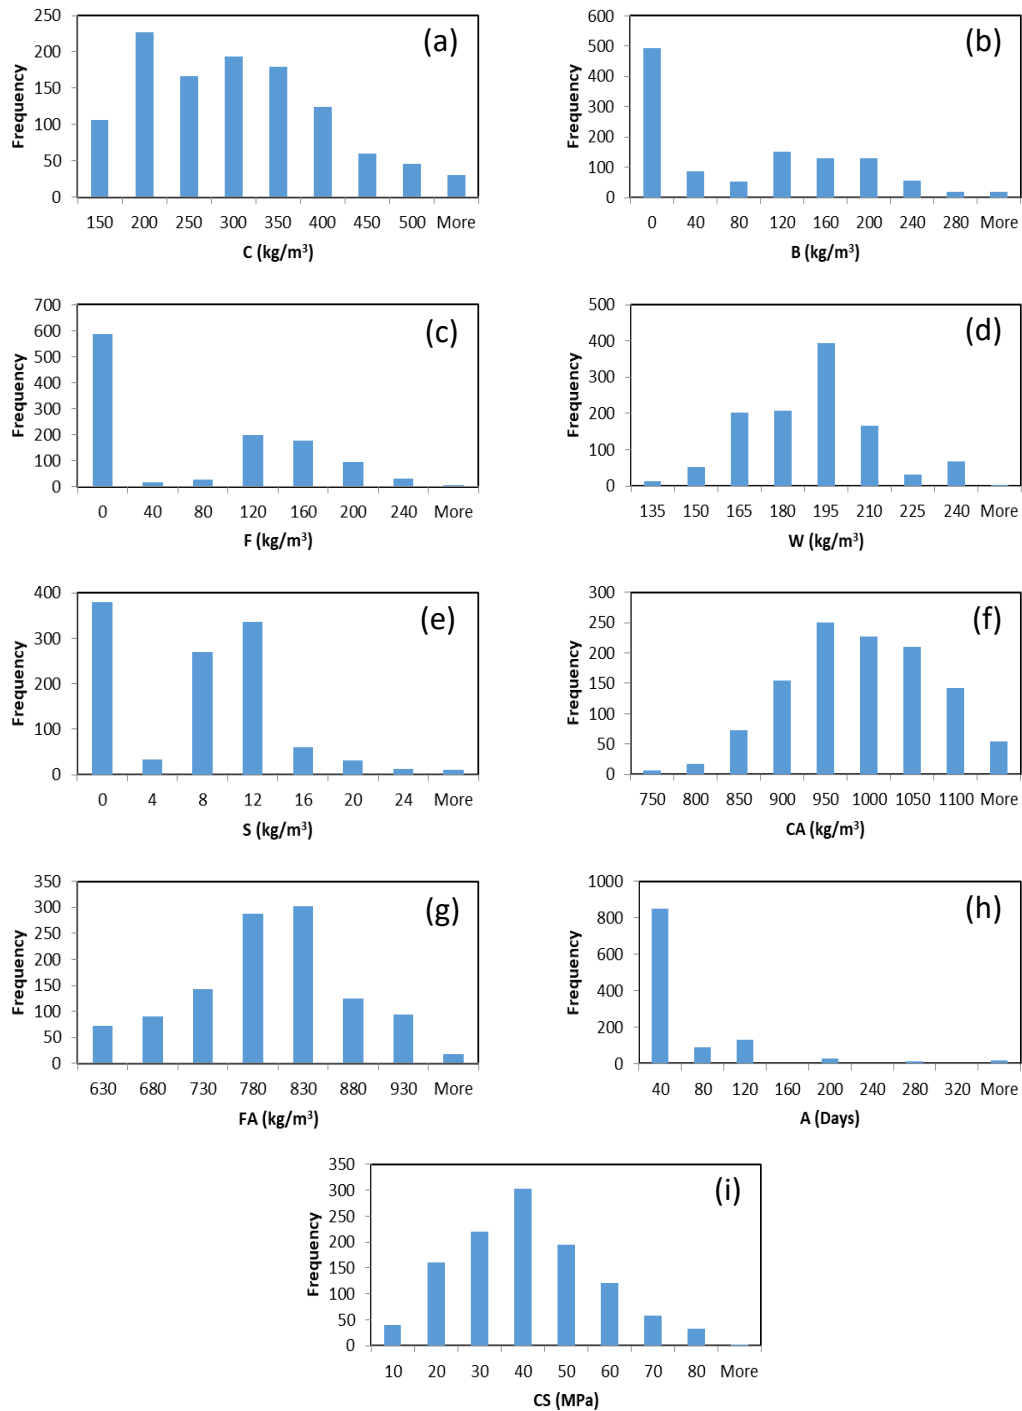 250
200
150
100
50
0
Frequency
(a)
150 200 250 300 350 400 450 500 More
C (kg/m³)
600
500
400
300
200
100
0
Frequency
(b)
0 40 80 120 160 200 240 280 More
B (kg/m³)
700
600
500
400
300
200
100
0
Frequency
(c)
0 40 80 120 160 200 240 More
F (kg/m³)
500
400
300
200
100
0
Frequency
(d)
135 150 165 180 195 210 225 240 More
W (kg/m³)
400
300
200
100
0
Frequency
(e)
0 4 8 12 16 20 24 More
S (kg/m³)
300
250
200
150
100
50
0
Frequency
(f)
750 800 850 900 950 1000 1050 1100 More
CA (kg/m³)
350
300
250
200
150
100
50
0
Frequency
(g)
630 680 730 780 830 880 930 More
FA (kg/m³)
1000
800
600
400
200
0
Frequency
(h)
40 80 120 160 200 240 280 320 More
A (Days)
350
300
250
200
150
100
50
0
Frequency
(i)
10 20 30 40 50 60 70 80 More
CS (MPa)